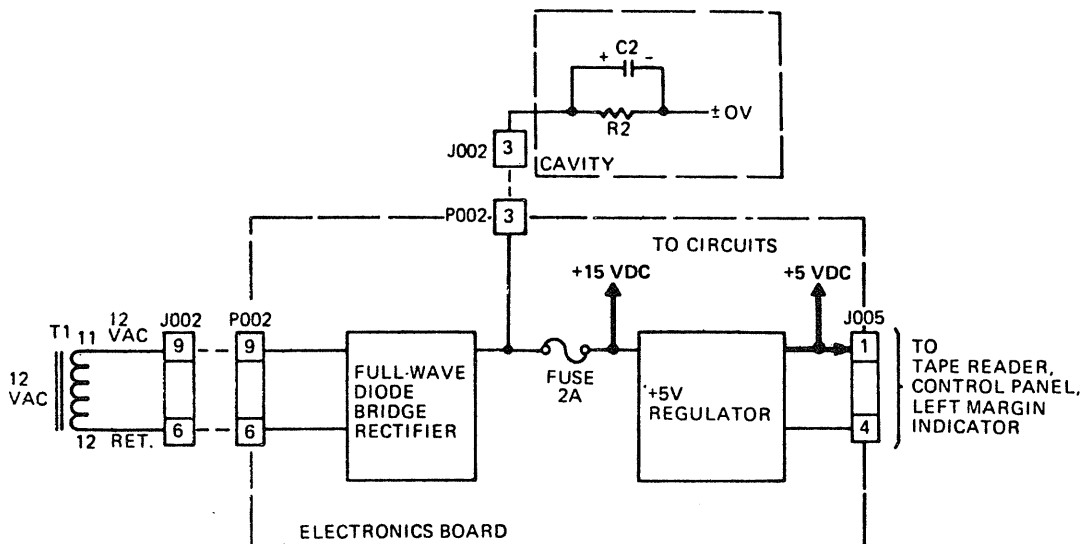 + C2 -
R2
±0V
J002 3
CAVITY
P002 3
TO CIRCUITS
+15 VDC
+5 VDC
T1 11 12 VAC J002 P002
J005
9 9
1
12 VAC
FULL-WAVE
DIODE
BRIDGE
RECTIFIER
FUSE
2A
+5V
REGULATOR
TO
TAPE READER,
CONTROL PANEL,
LEFT MARGIN
INDICATOR
12 RET. 6 6
4
ELECTRONICS BOARD